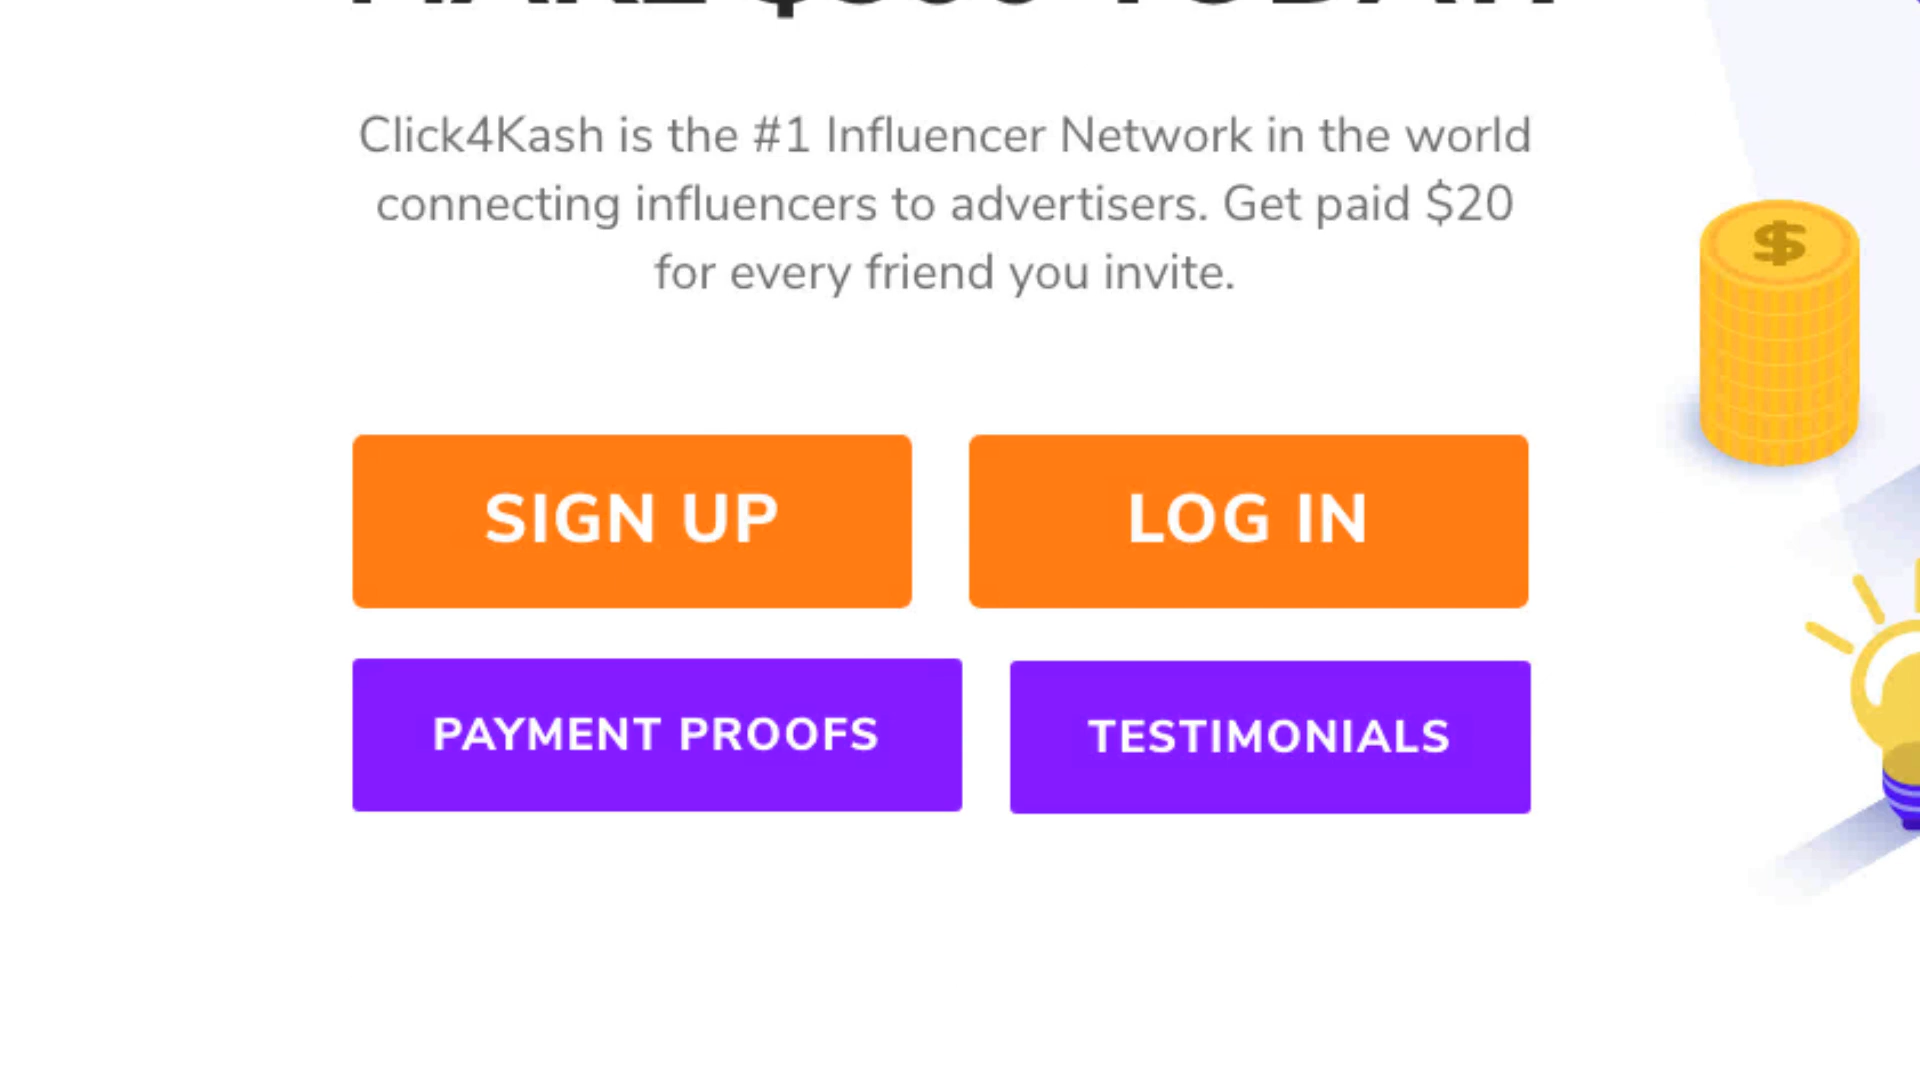 Click4Kash is the #1 Influencer Network in the world
connecting influencers to advertisers. Get paid $20
for every friend you invite.
SIGN UP
LOG IN
PAYMENT PROOFS
TESTIMONIALS